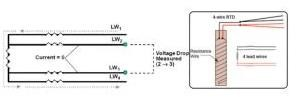 LW1
LW2
Current = 0
Voltage Drop
Measured
(2 → 3)
LW3
LW4
4-wire RTD
Resistance
Wire
4 lead wires